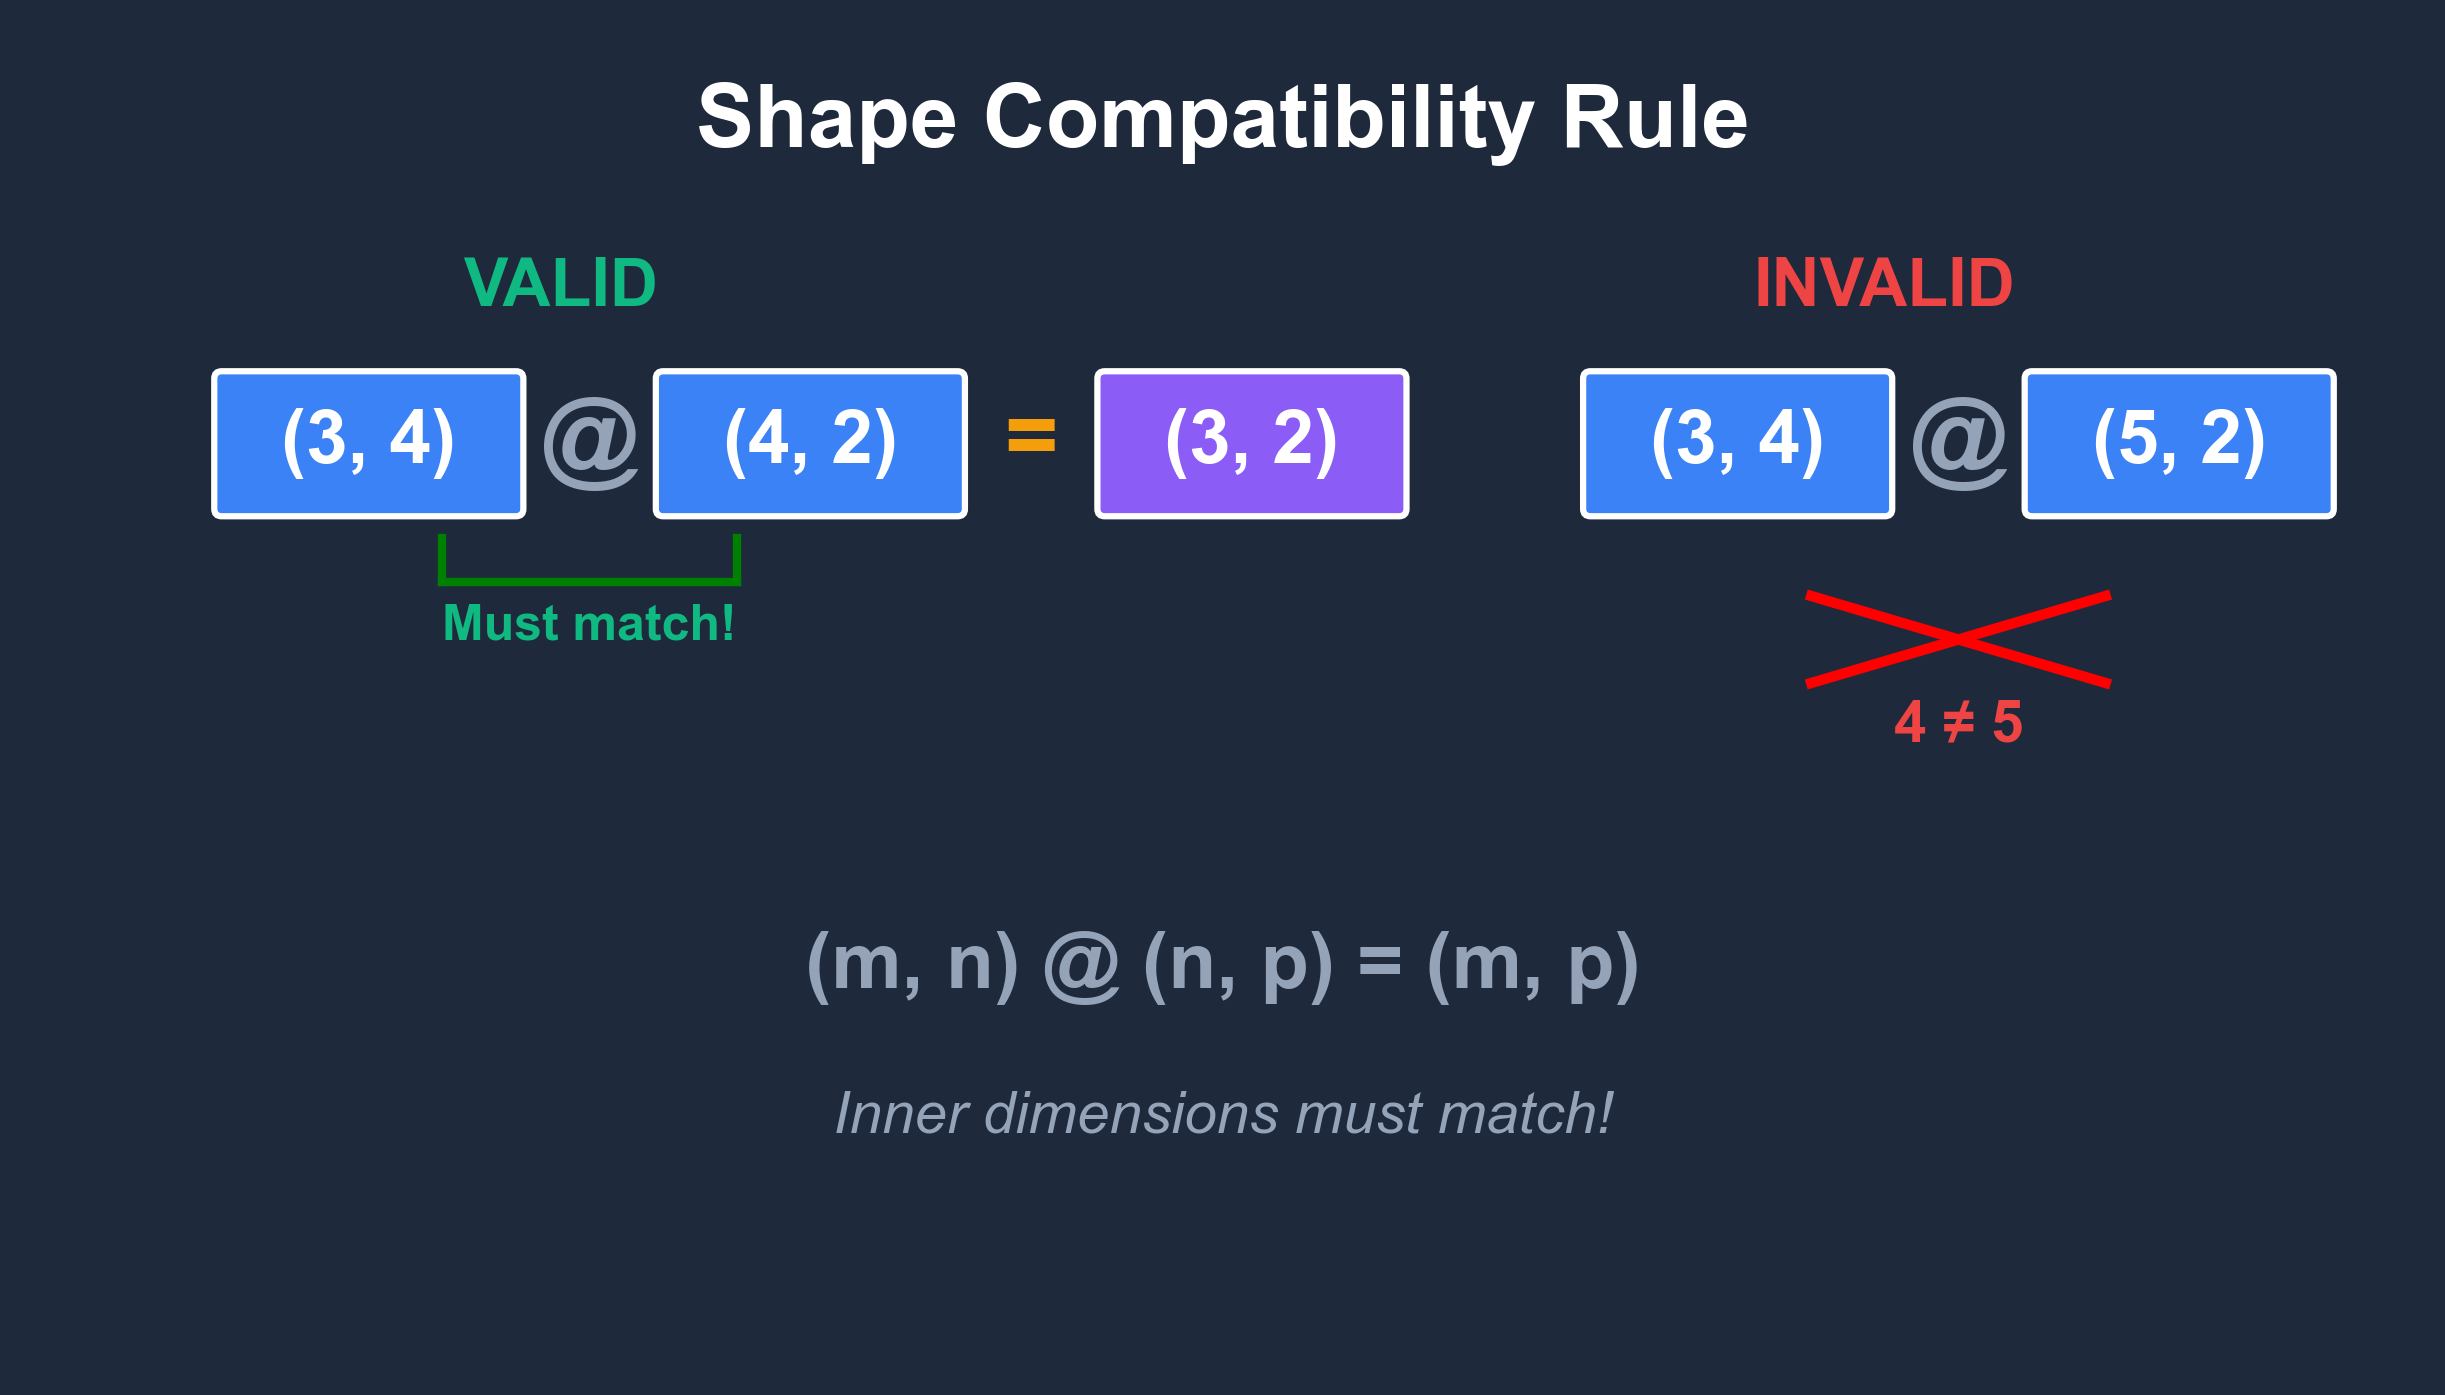 Shape Compatibility Rule
VALID
(3, 4) @ (4, 2) = (3, 2)
Must match!
INVALID
(3, 4) @ (5, 2)
4 ≠ 5
(m, n) @ (n, p) = (m, p)
Inner dimensions must match!